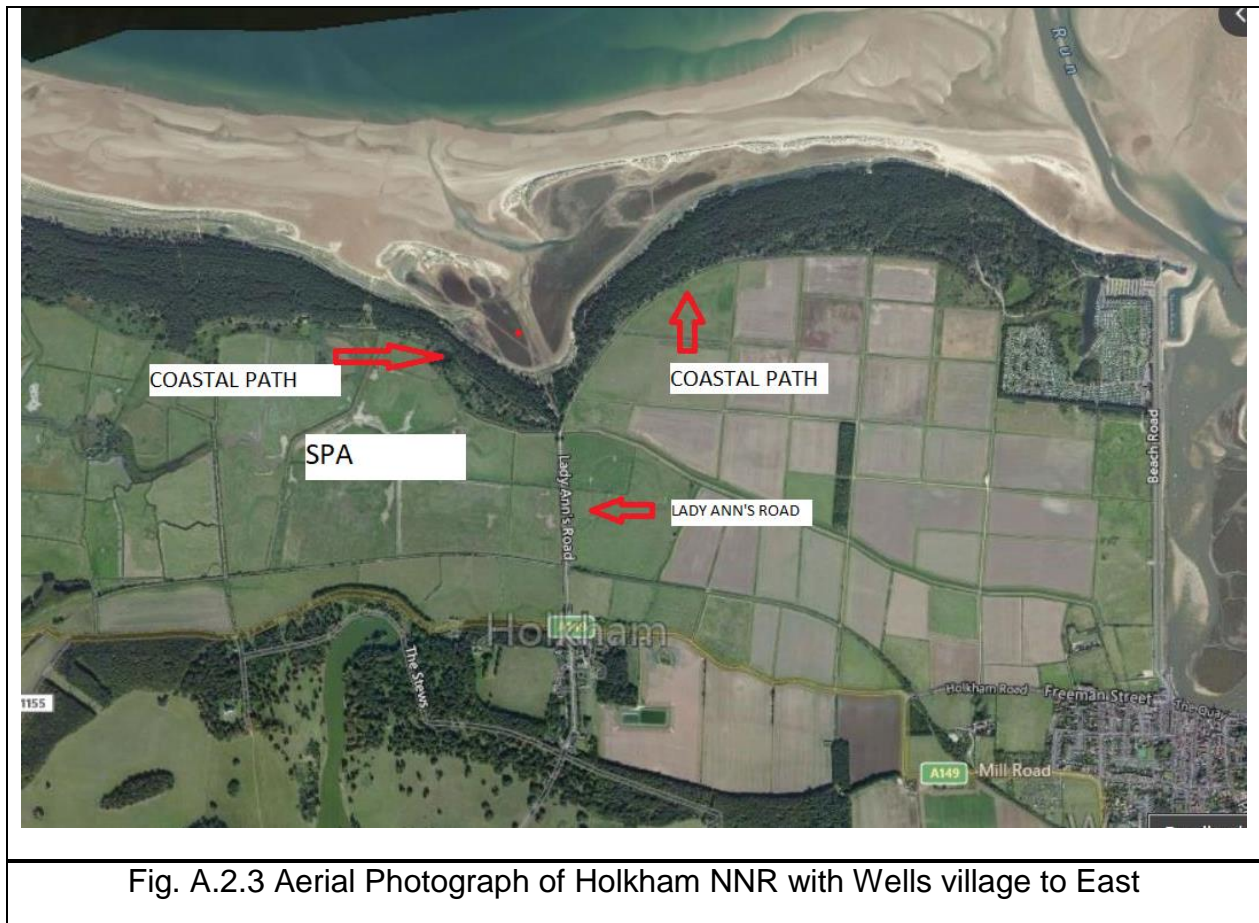 Run
COASTAL PATH
COASTAL PATH
SPA
Lady Ann's Road
LADY ANN'S ROAD
Beach Road
Holkham
The Stews
1155
Holkham Road
Freeman Street
The Quay
A149
Mill Road
Fig. A.2.3 Aerial Photograph of Holkham NNR with Wells village to East